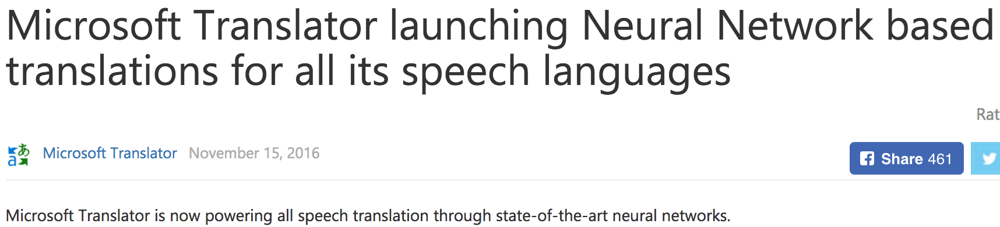 Microsoft Translator launching Neural Network based
translations for all its speech languages
Rat
あ
a
Microsoft Translator November 15, 2016
Share 461
Microsoft Translator is now powering all speech translation through state-of-the-art neural networks.